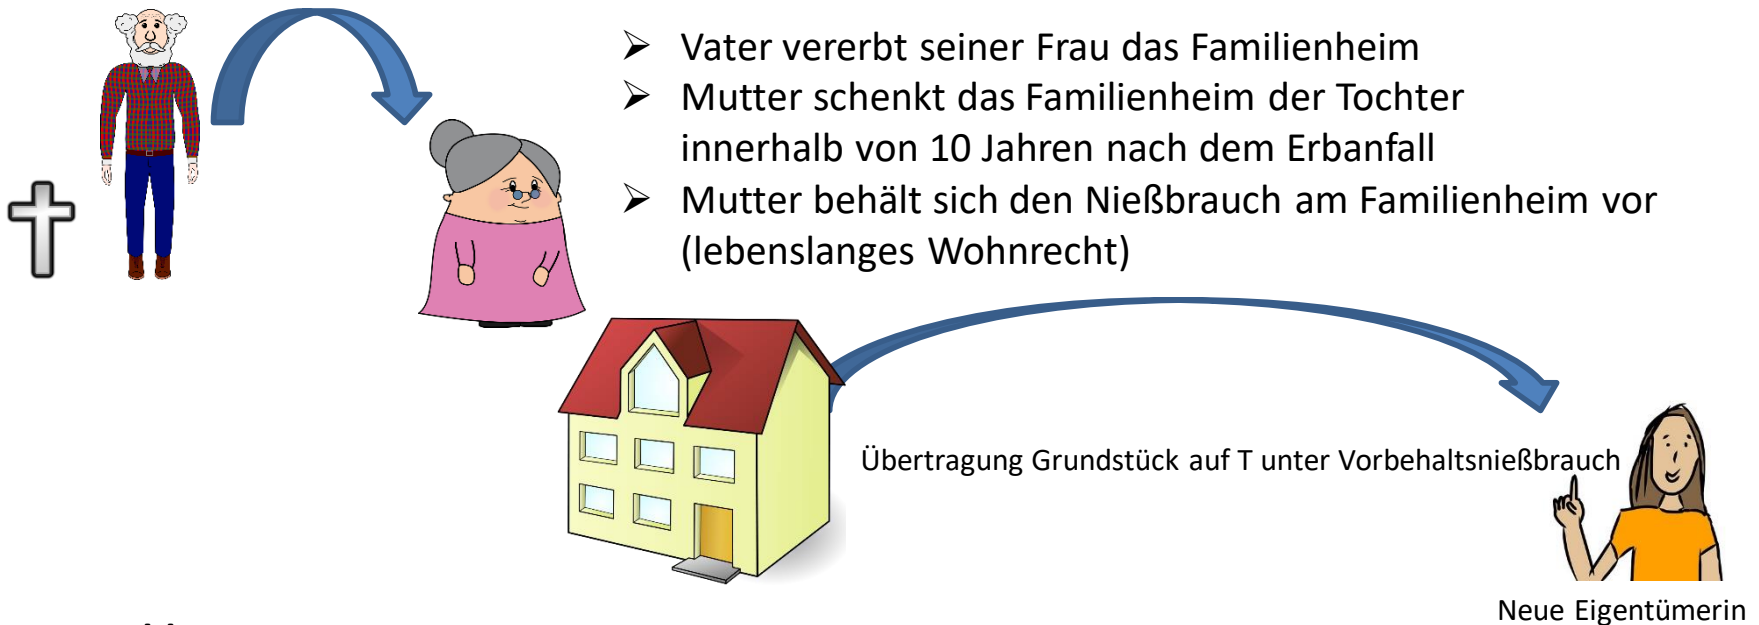 ➢ Vater vererbt seiner Frau das Familienheim
➢ Mutter schenkt das Familienheim der Tochter
innerhalb von 10 Jahren nach dem Erbanfall
➢ Mutter behält sich den Nießbrauch am Familienheim vor
(lebenslanges Wohnrecht)
Übertragung Grundstück auf T unter Vorbehaltsnießbrauch
Neue Eigentümerin